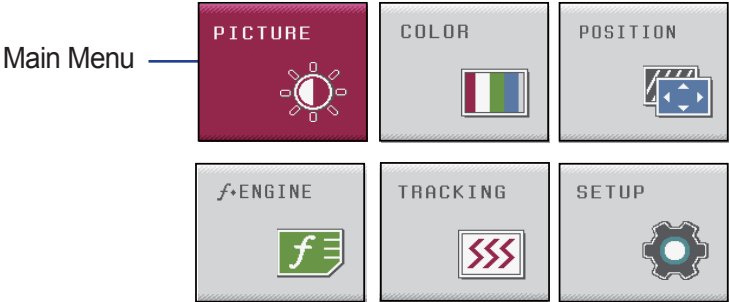 Main Menu
PICTURE
COLOR
POSITION
f•ENGINE
TRACKING
SETUP